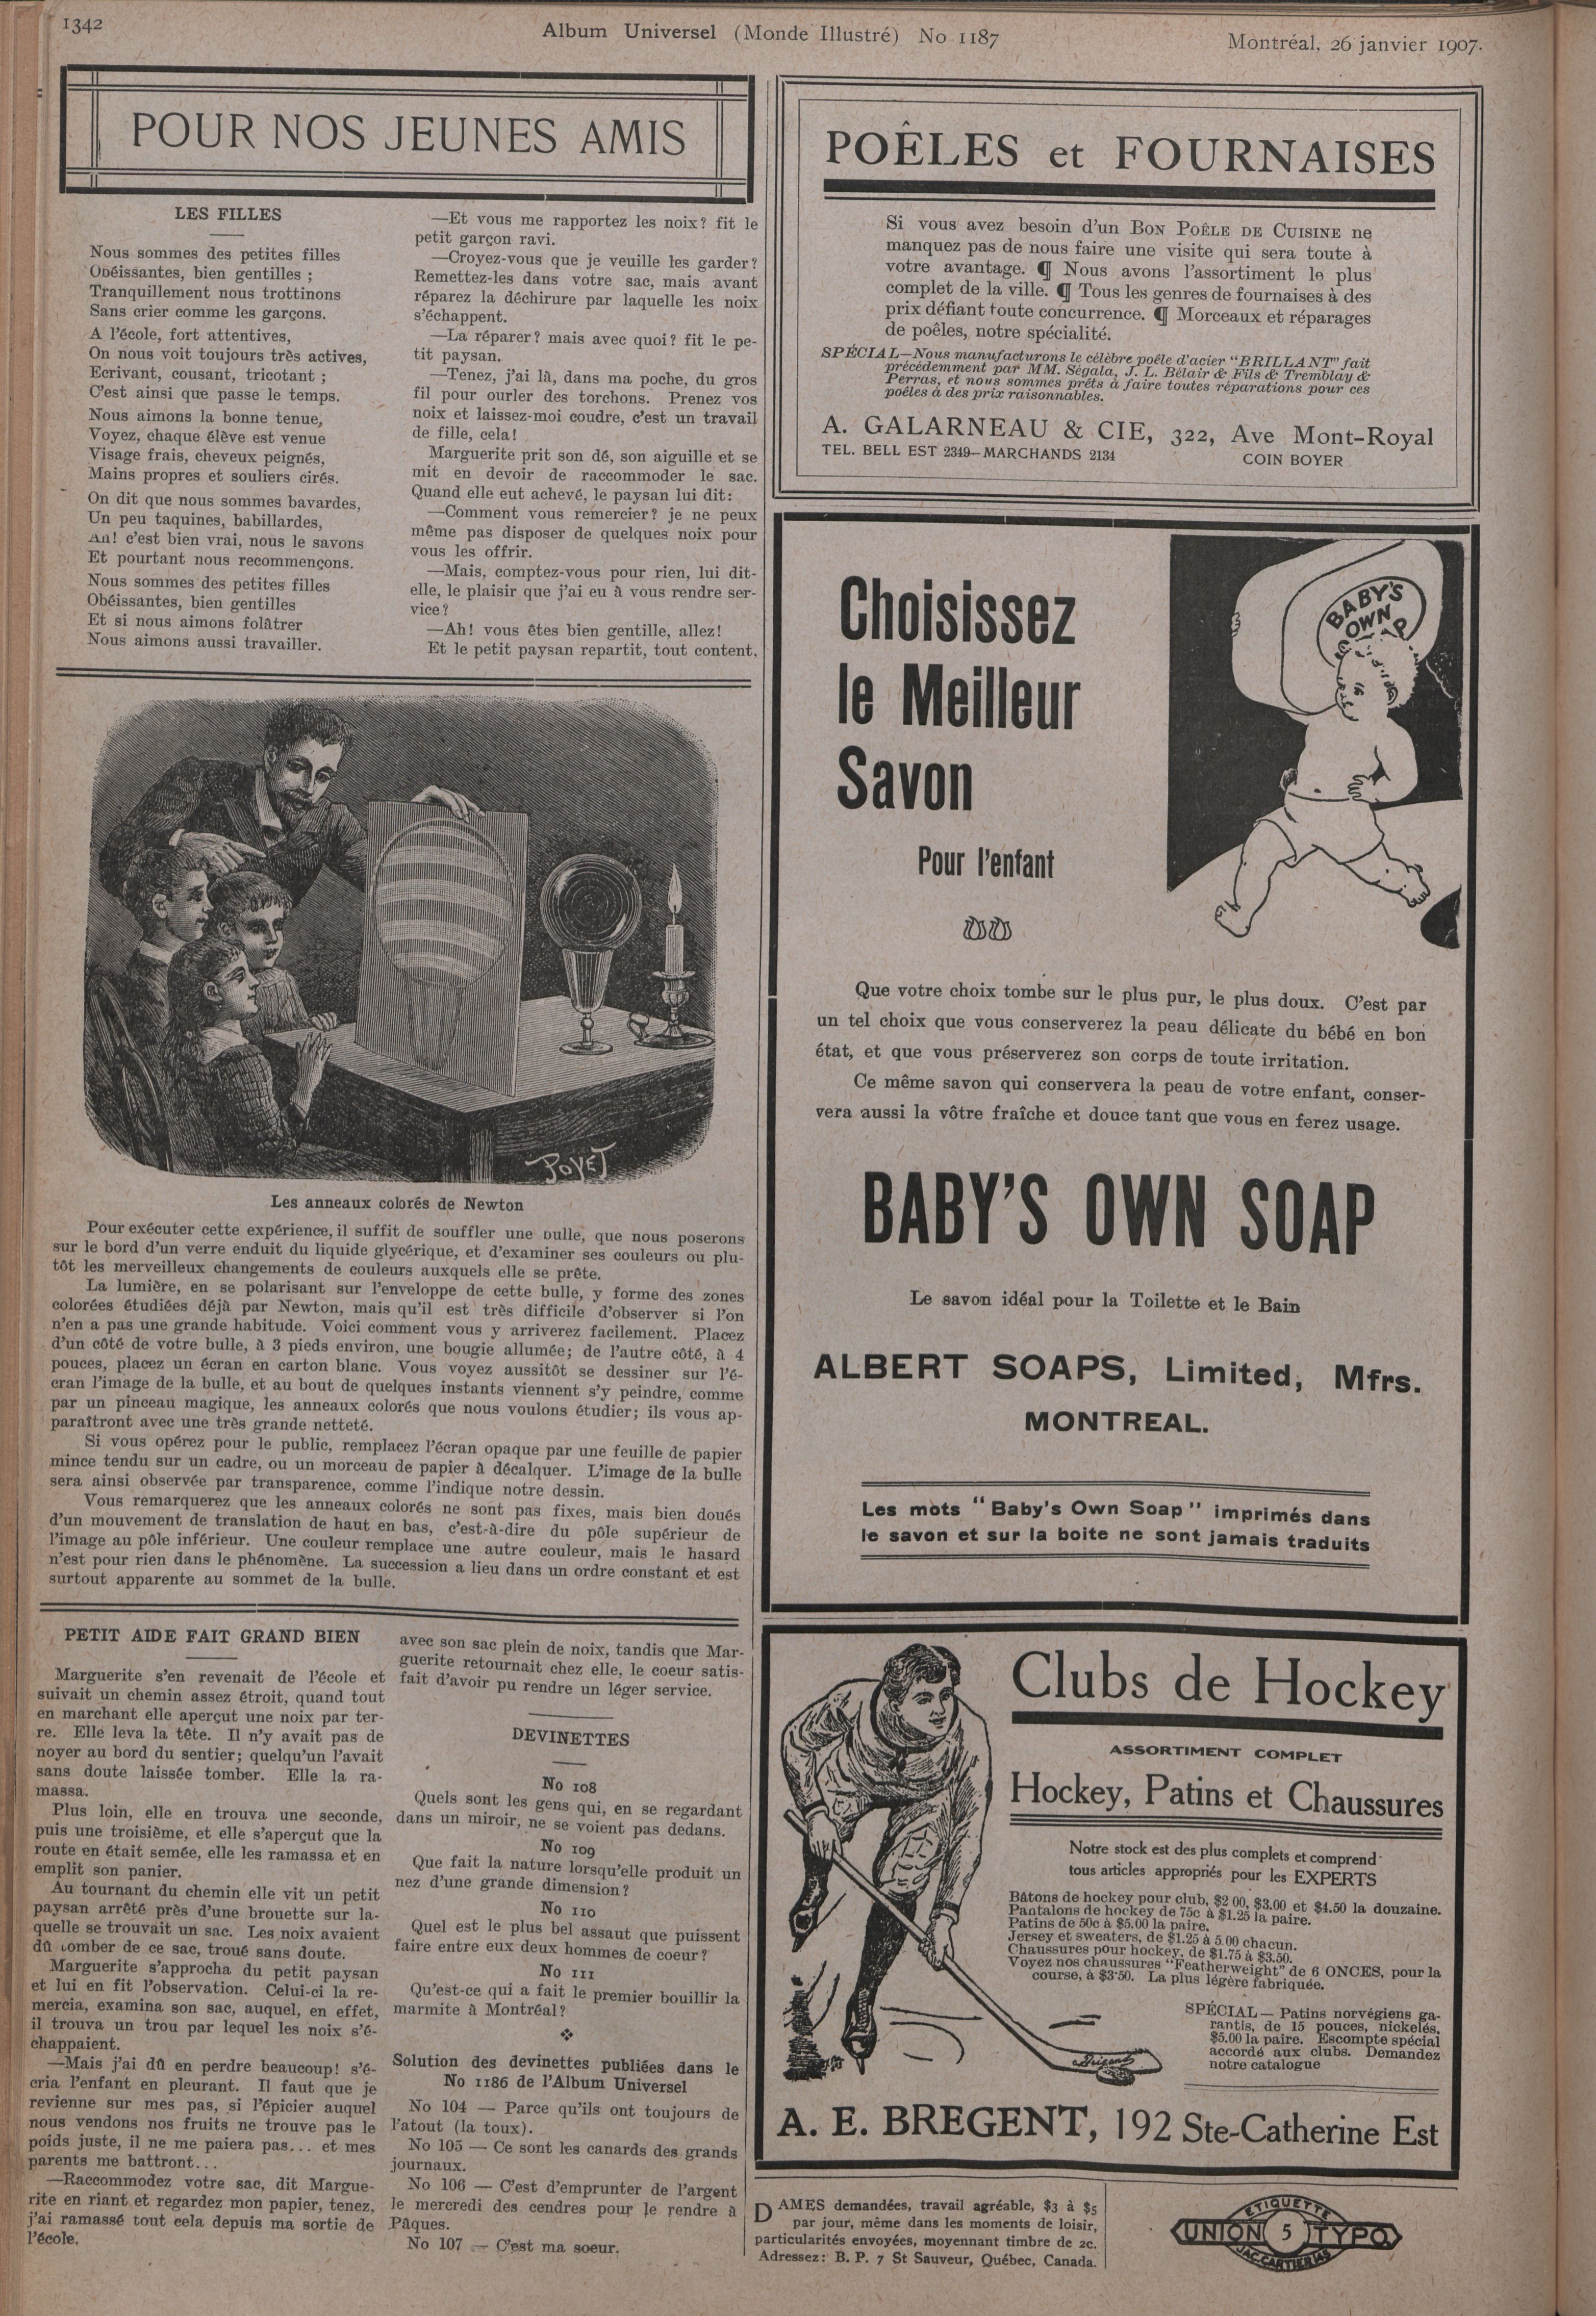 1342
Album Universel (Monde Illustré) No 1187
Montréal, 26 janvier 1907.
POUR NOS JEUNES AMIS
LES FILLES
Nous sommes des petites filles
Obéissantes, bien gentilles ;
Tranquillement nous trottinons
Sans crier comme les garçons.
A l'école, fort attentives,
On nous voit toujours très actives,
Ecrivant, cousant, tricotant ;
C'est ainsi que passe le temps.
Nous aimons la bonne tenue,
Voyez, chaque élève est venue
Visage frais, cheveux peignés,
Mains propres et souliers cirés.
On dit que nous sommes bavardes,
Un peu taquines, babillardes,
Ah! c'est bien vrai, nous le savons
Et pourtant nous recommençons.
Nous sommes des petites filles
Obéissantes, bien gentilles
Et si nous aimons folâtrer
Nous aimons aussi travailler.
—Et vous me rapportez les noix? fit le
petit garçon ravi.
—Croyez-vous que je veuille les garder?
Remettez-les dans votre sac, mais avant
réparez la déchirure par laquelle les noix
s'échappent.
—La réparer? mais avec quoi? fit le pe-
tit paysan.
—Tenez, j'ai là, dans ma poche, du gros
fil pour ourler des torchons. Prenez vos
noix et laissez-moi coudre, c'est un travail
de fille, cela!
Marguerite prit son dé, son aiguille et se
mit en devoir de raccommoder le sac.
Quand elle eut achevé, le paysan lui dit:
—Comment vous remercier? je ne peux
même pas disposer de quelques noix pour
vous les offrir.
—Mais, comptez-vous pour rien, lui dit-
elle, le plaisir que j'ai eu à vous rendre ser-
vice?
—Ah! vous êtes bien gentille, allez!
Et le petit paysan repartit, tout content,
POYET
Les anneaux colorés de Newton
Pour exécuter cette expérience, il suffit de souffler une bulle, que nous poserons
sur le bord d'un verre enduit du liquide glycérique, et d'examiner ses couleurs ou plu-
tôt les merveilleux changements de couleurs auxquels elle se prête.
La lumière, en se polarisant sur l'enveloppe de cette bulle, y forme des zones
colorées étudiées déjà par Newton, mais qu'il est très difficile d'observer si l'on
n'en a pas une grande habitude. Voici comment vous y arriverez facilement. Placez
d'un côté de votre bulle, à 3 pieds environ, une bougie allumée; de l'autre côté, à 4
pouces, placez un écran en carton blanc. Vous voyez aussitôt se dessiner sur l'é-
cran l'image de la bulle, et au bout de quelques instants viennent s'y peindre, comme
par un pinceau magique, les anneaux colorés que nous voulons étudier; ils vous ap-
paraîtront avec une très grande netteté.
Si vous opérez pour le public, remplacez l'écran opaque par une feuille de papier
mince tendu sur un cadre, ou un morceau de papier à décalquer. L'image de la bulle
sera ainsi observée par transparence, comme l'indique notre dessin.
Vous remarquerez que les anneaux colorés ne sont pas fixes, mais bien doués
d'un mouvement de translation de haut en bas, c'est-à-dire du pôle supérieur de
l'image au pôle inférieur. Une couleur remplace une autre couleur, mais le hasard
n'est pour rien dans le phénomène. La succession a lieu dans un ordre constant et est
surtout apparente au sommet de la bulle.
PETIT AIDE FAIT GRAND BIEN
Marguerite s'en revenait de l'école et
suivait un chemin assez étroit, quand tout
en marchant elle aperçut une noix par ter-
re. Elle leva la tête. Il n'y avait pas de
noyer au bord du sentier; quelqu'un l'avait
sans doute laissée tomber. Elle la ra-
massa.
Plus loin, elle en trouva une seconde,
puis une troisième, et elle s'aperçut que la
route en était semée, elle les ramassa et en
emplit son panier.
Au tournant du chemin elle vit un petit
paysan arrêté près d'une brouette sur la-
quelle se trouvait un sac. Les noix avaient
dû tomber de ce sac, troué sans doute.
Marguerite s'approcha du petit paysan
et lui en fit l'observation. Celui-ci la re-
mercia, examina son sac, auquel, en effet,
il trouva un trou par lequel les noix s'é-
chappaient.
—Mais j'ai dû en perdre beaucoup! s'é-
cria l'enfant en pleurant. Il faut que je
revienne sur mes pas, si l'épicier auquel
nous vendons nos fruits ne trouve pas le
poids juste, il ne me paiera pas... et mes
parents me battront...
—Raccommodez votre sac, dit Margue-
rite en riant et regardez mon papier, tenez,
j'ai ramassé tout cela depuis ma sortie de
l'école.
avec son sac plein de noix, tandis que Mar-
guerite retournait chez elle, le coeur satis-
fait d'avoir pu rendre un léger service.
DEVINETTES
No 108
Quels sont les gens qui, en se regardant
dans un miroir, ne se voient pas dedans.
No 109
Que fait la nature lorsqu'elle produit un
nez d'une grande dimension?
No 110
Quel est le plus bel assaut que puissent
faire entre eux deux hommes de coeur?
No 111
Qu'est-ce qui a fait le premier bouillir la
marmite à Montréal?
Solution des devinettes publiées dans le
No 1186 de l'Album Universel
No 104 — Parce qu'ils ont toujours de
l'atout (la toux).
No 105 — Ce sont les canards des grands
journaux.
No 106 — C'est d'emprunter de l'argent
le mercredi des cendres pour le rendre à
Pâques.
No 107 — C'est ma soeur.
POÊLES et FOURNAISES
Si vous avez besoin d'un BON POÊLE DE CUISINE ne
manquez pas de nous faire une visite qui sera toute à
votre avantage. ¶ Nous avons l'assortiment le plus
complet de la ville. ¶ Tous les genres de fournaises à des
prix défiant toute concurrence. ¶ Morceaux et réparages
de poêles, notre spécialité.
SPÉCIAL—Nous manufacturons le célèbre poêle d'acier "BRILLANT" fait
précédemment par MM. Ségala, J. L. Bélair & Fils & Tremblay &
Perras, et nous sommes prêts à faire toutes réparations pour ces
poêles à des prix raisonnables.
A. GALARNEAU & CIE, 322, Ave Mont-Royal
TEL. BELL EST 2349—MARCHANDS 2134
COIN BOYER
Choisissez
le Meilleur
Savon
Pour l'enfant
BABY'S
OWN
Que votre choix tombe sur le plus pur, le plus doux. C'est par
un tel choix que vous conserverez la peau délicate du bébé en bon
état, et que vous préserverez son corps de toute irritation.
Ce même savon qui conservera la peau de votre enfant, conser-
vera aussi la vôtre fraîche et douce tant que vous en ferez usage.
BABY'S OWN SOAP
Le savon idéal pour la Toilette et le Bain
ALBERT SOAPS, Limited, Mfrs.
MONTREAL.
Les mots "Baby's Own Soap" imprimés dans
le savon et sur la boite ne sont jamais traduits
Clubs de Hockey
ASSORTIMENT COMPLET
Hockey, Patins et Chaussures
Notre stock est des plus complets et comprend
tous articles appropriés pour les EXPERTS
Bâtons de hockey pour club, $2 00, $3.00 et $4.50 la douzaine.
Pantalons de hockey de 75c à $1.25 la paire.
Patins de 50c à $5.00 la paire.
Jersey et sweaters, de $1.25 à 5.00 chacun.
Chaussures pour hockey, de $1.75 à $3.50.
Voyez nos chaussures "Featherweight" de 6 ONCES, pour la
course, à $3.50. La plus légère fabriquée.
SPÉCIAL — Patins norvégiens ga-
rantis, de 15 pouces, nickelés,
$5.00 la paire. Escompte spécial
accordé aux clubs. Demandez
notre catalogue
Brégent
A. E. BREGENT, 192 Ste-Catherine Est
DAMES demandées, travail agréable, $3 à $5
par jour, même dans les moments de loisir,
particularités envoyées, moyennant timbre de 2c.
Adressez: B. P. 7 St Sauveur, Québec, Canada.
ETIQUETTE
UNION 5 TYPO
JAC. CARTIER 145